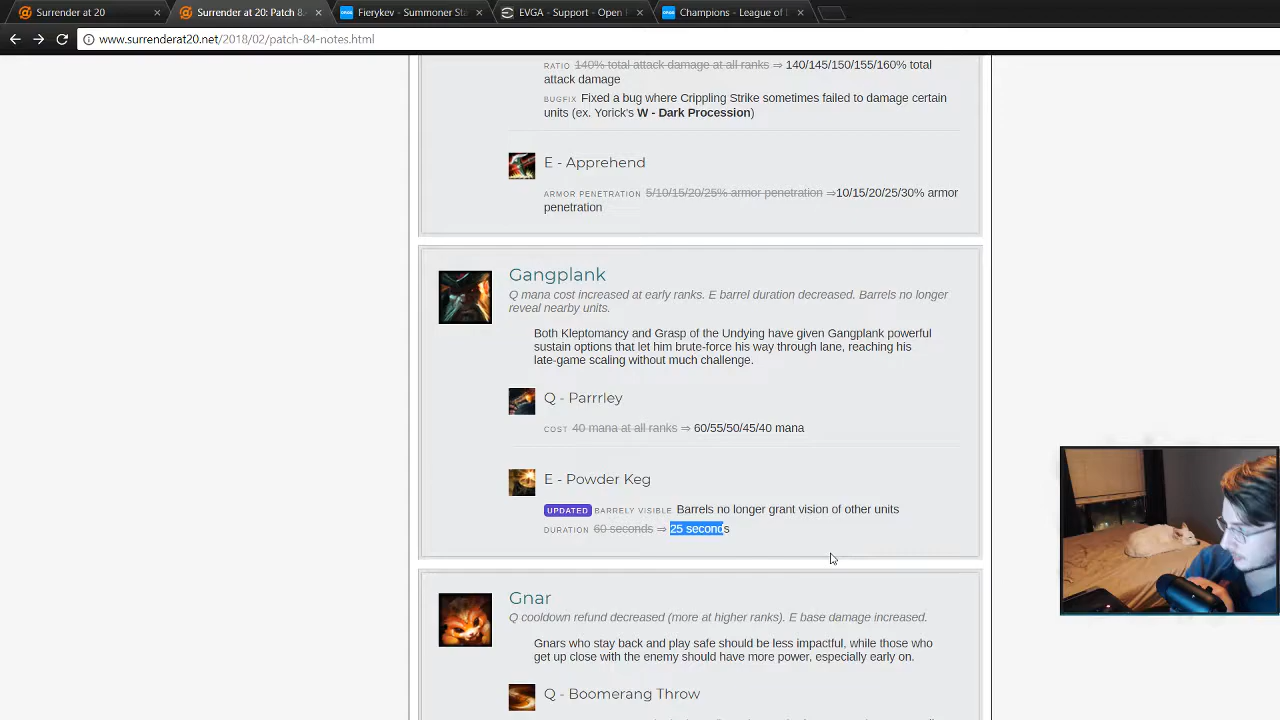 Surrender at 20
Surrender at 20: Patch 8.
Fierykev - Summoner Sta
EVGA - Support - Open
Champions - League of L
www.surrenderat20.net/2018/02/patch-84-notes.html
RATIO 140% total attack damage at all ranks ⇒ 140/145/150/155/160% total
attack damage
BUGFIX Fixed a bug where Crippling Strike sometimes failed to damage certain
units (ex. Yorick's W - Dark Procession)
E - Apprehend
ARMOR PENETRATION 5/10/15/20/25% armor penetration ⇒10/15/20/25/30% armor
penetration
Gangplank
Q mana cost increased at early ranks. E barrel duration decreased. Barrels no longer
reveal nearby units.
Both Kleptomancy and Grasp of the Undying have given Gangplank powerful
sustain options that let him brute-force his way through lane, reaching his
late-game scaling without much challenge.
Q - Parrrley
COST 40 mana at all ranks ⇒ 60/55/50/45/40 mana
E - Powder Keg
UPDATED BARRELY VISIBLE Barrels no longer grant vision of other units
DURATION 60 seconds ⇒ 25 seconds
Gnar
Q cooldown refund decreased (more at higher ranks). E base damage increased.
Gnars who stay back and play safe should be less impactful, while those who
get up close with the enemy should have more power, especially early on.
Q - Boomerang Throw